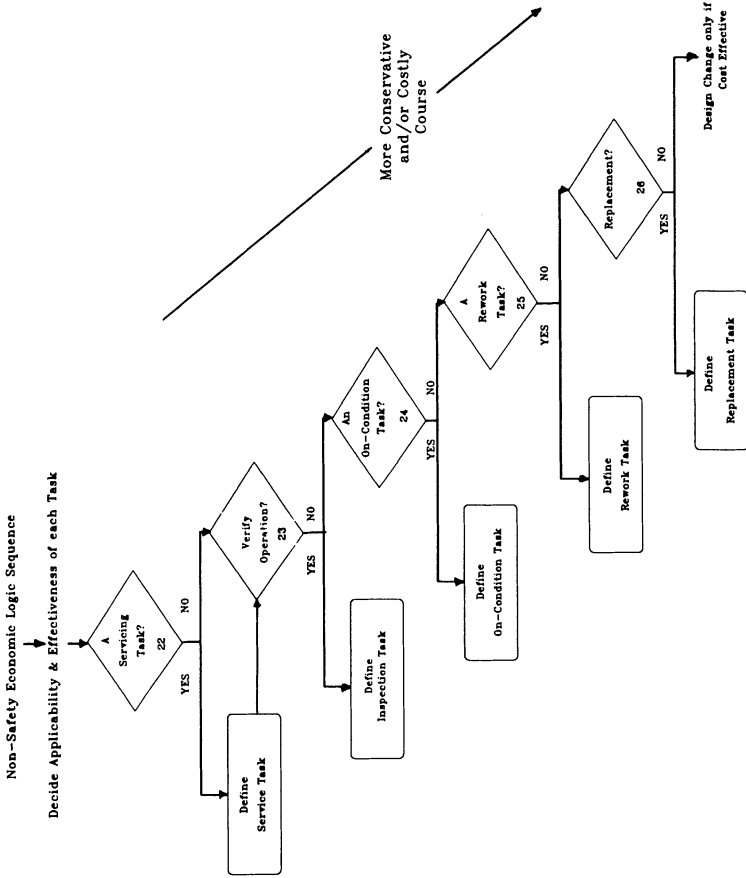 Non-Safety Economic Logic Sequence
Decide Applicability & Effectiveness of each Task
A
Servicing
Task?
22
YES
NO
Define
Service Task
Verify
Operation?
23
YES
NO
Define
Inspection Task
An
On-Condition
Task?
24
YES
NO
Define
On-Condition Task
A
Rework
Task?
25
YES
NO
Define
Rework Task
Replacement?
26
YES
NO
Define
Replacement Task
Design Change only if
Cost Effective
More Conservative
and/or Costly
Course